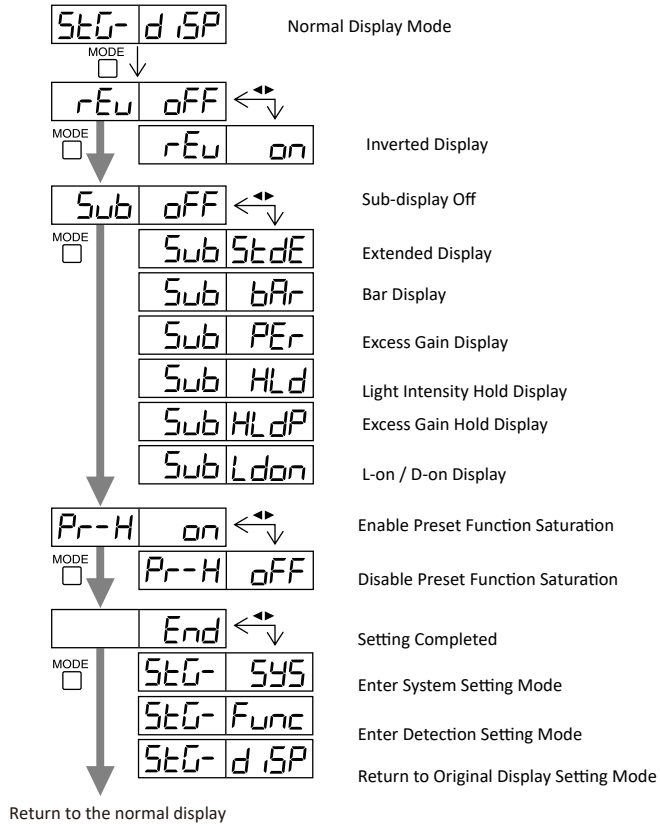 StG- diSP Normal Display Mode
MODE
rEv oFF
MODE
rEv on Inverted Display
Sub oFF Sub-display Off
MODE
Sub StdE Extended Display
Sub bAr Bar Display
Sub PEr Excess Gain Display
Sub HLd Light Intensity Hold Display
Sub HLdP Excess Gain Hold Display
Sub Ldon L-on / D-on Display
Pr-H on Enable Preset Function Saturation
MODE
Pr-H oFF Disable Preset Function Saturation
End Setting Completed
MODE
StG- SYS Enter System Setting Mode
StG- Func Enter Detection Setting Mode
StG- diSP Return to Original Display Setting Mode
Return to the normal display